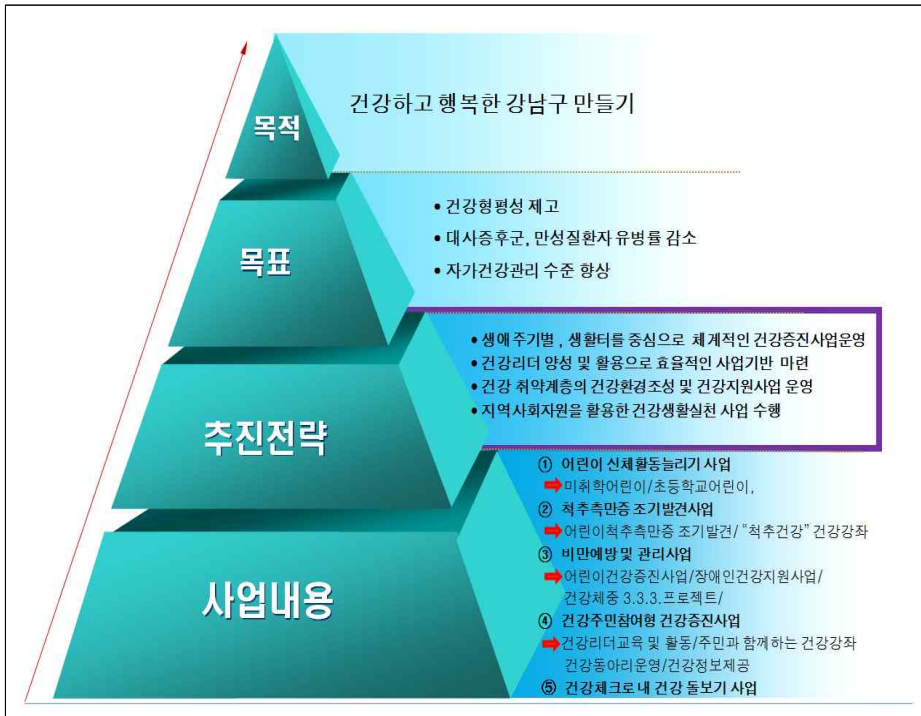 목적
건강하고 행복한 강남구 만들기
목표
• 건강형평성 제고
• 대사증후군, 만성질환자 유병률 감소
• 자가건강관리 수준 향상
추진전략
• 생애 주기별 , 생활터를 중심으로 체계적인 건강증진사업운영
• 건강리더 양성 및 활용으로 효율적인 사업기반 마련
• 건강 취약계층의 건강환경조성 및 건강지원사업 운영
• 지역사회자원을 활용한 건강생활실천 사업 수행
사업내용
① 어린이 신체활동늘리기 사업
➡미취학어린이/초등학교어린이,
② 척추측만증 조기발견사업
➡어린이척추측만증 조기발견/ "척추건강" 건강강좌
③ 비만예방 및 관리사업
➡어린이건강증진사업/장애인건강지원사업/
건강체중 3.3.3.프로젝트/
④ 건강주민참여형 건강증진사업
➡건강리더교육 및 활동/주민과 함께하는 건강강좌
건강동아리운영/건강정보제공
⑤ 건강체크로 내 건강 돌보기 사업